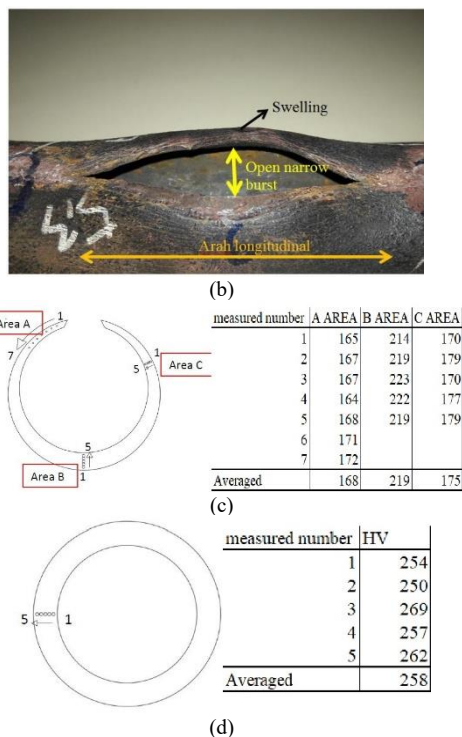 Swelling
Open narrow
burst
Arah longitudinal
(b)
Area A
1
7
1
5
Area C
5
Area B
1
measured number A AREA B AREA C AREA
1 165 214 170
2 167 219 179
3 167 223 170
4 164 222 177
5 168 219 179
6 171
7 172
Averaged 168 219 175
(c)
5 1
measured number HV
1 254
2 250
3 269
4 257
5 262
Averaged 258
(d)